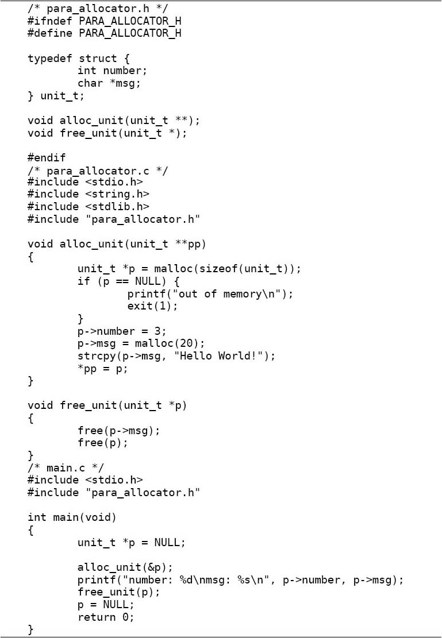 /* para_allocator.h */
#ifndef PARA_ALLOCATOR_H
#define PARA_ALLOCATOR_H

typedef struct {
        int number;
        char *msg;
} unit_t;

void alloc_unit(unit_t **);
void free_unit(unit_t *);

#endif
/* para_allocator.c */
#include <stdio.h>
#include <string.h>
#include <stdlib.h>
#include "para_allocator.h"

void alloc_unit(unit_t **pp)
{
        unit_t *p = malloc(sizeof(unit_t));
        if (p == NULL) {
                printf("out of memory\n");
                exit(1);
        }
        p->number = 3;
        p->msg = malloc(20);
        strcpy(p->msg, "Hello World!");
        *pp = p;
}

void free_unit(unit_t *p)
{
        free(p->msg);
        free(p);
}
/* main.c */
#include <stdio.h>
#include "para_allocator.h"

int main(void)
{
        unit_t *p = NULL;

        alloc_unit(&p);
        printf("number: %d\nmsg: %s\n", p->number, p->msg);
        free_unit(p);
        p = NULL;
        return 0;
}